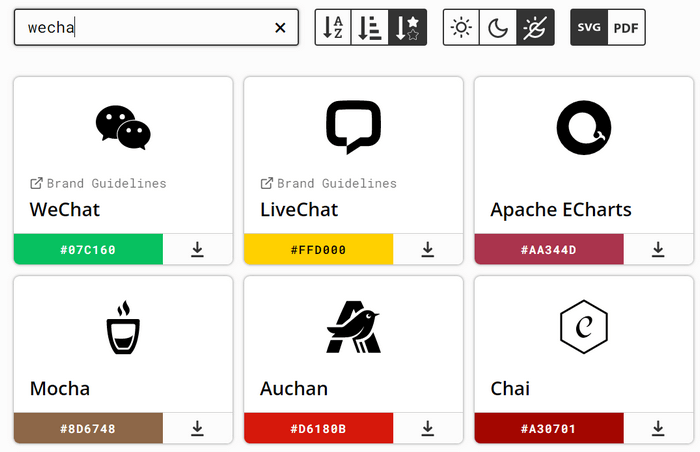 wecha
A
Z
SVG
PDF
Brand Guidelines
WeChat
#07C160
Brand Guidelines
LiveChat
#FFD000
Apache ECharts
#AA344D
Mocha
#8D6748
Auchan
#D6180B
Chai
#A30701